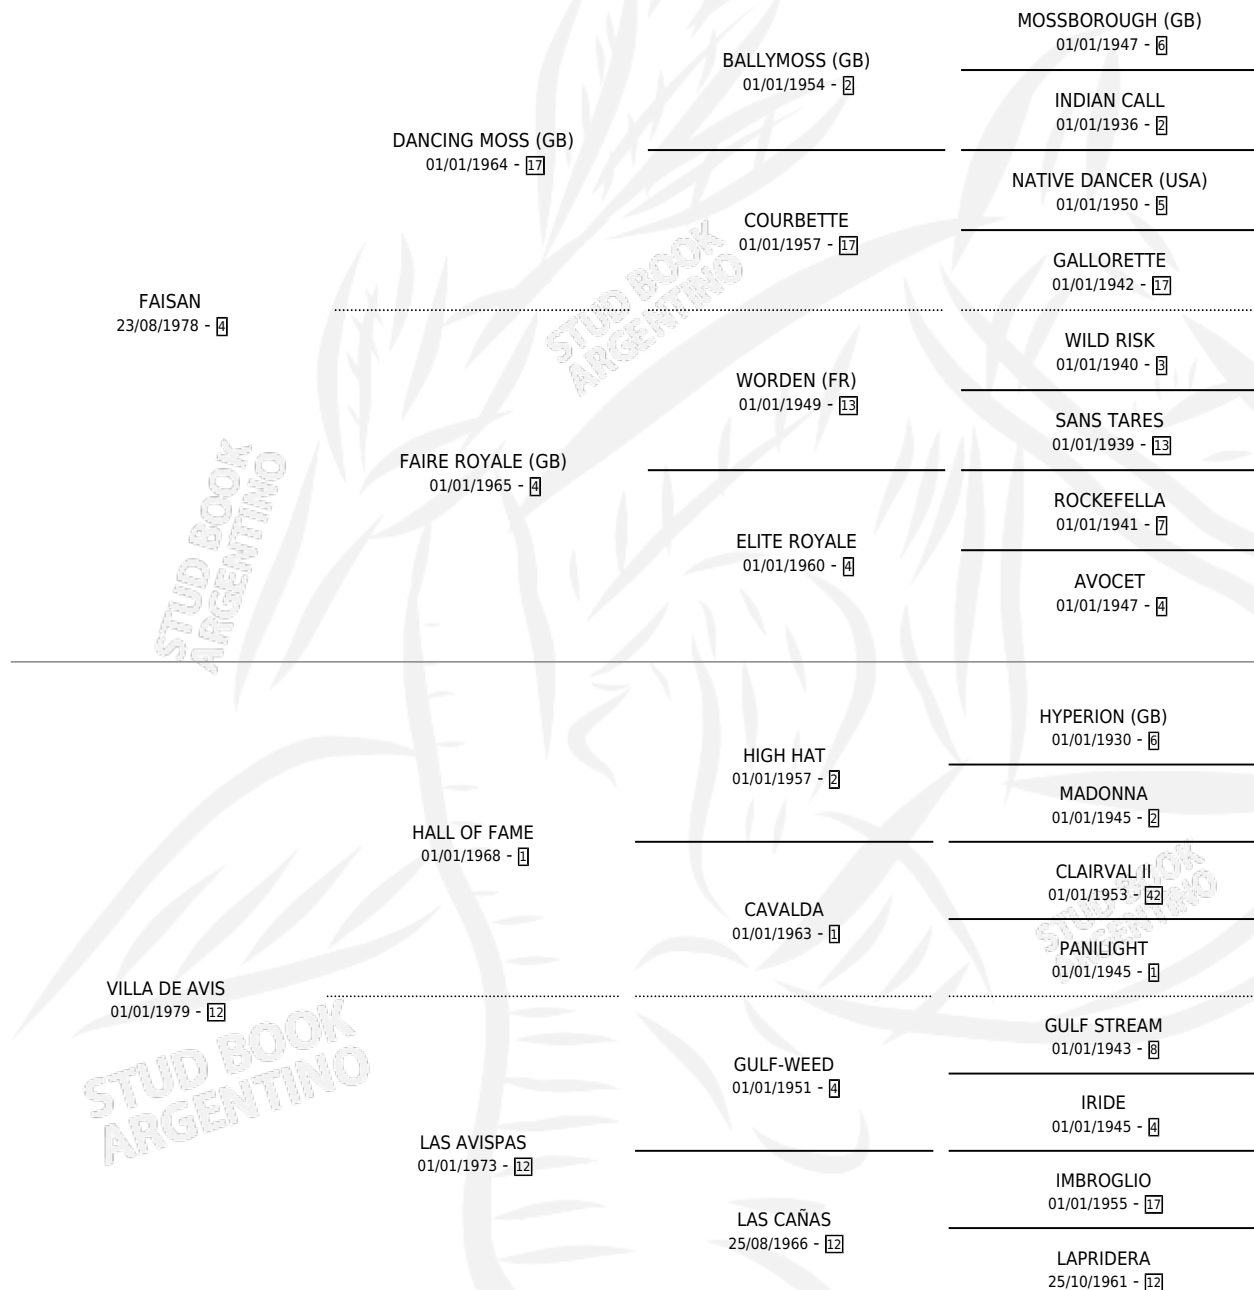 MOSSBOROUGH (GB)
01/01/1947 - 6
BALLYMOSS (GB)
01/01/1954 - 2
INDIAN CALL
01/01/1936 - 2
DANCING MOSS (GB)
01/01/1964 - 17
NATIVE DANCER (USA)
01/01/1950 - 5
COURBETTE
01/01/1957 - 17
GALLORETTE
01/01/1942 - 17
FAISAN
23/08/1978 - 4
STUD BOOK
ARGENTINO
WILD RISK
01/01/1940 - 3
WORDEN (FR)
01/01/1949 - 13
SANS TARES
01/01/1939 - 13
FAIRE ROYALE (GB)
01/01/1965 - 4
ROCKEFELLA
01/01/1941 - 7
ELITE ROYALE
01/01/1960 - 4
AVOCET
01/01/1947 - 4
STUD BOOK
ARGENTINO
HYPERION (GB)
01/01/1930 - 6
HIGH HAT
01/01/1957 - 2
MADONNA
01/01/1945 - 2
HALL OF FAME
01/01/1968 - 1
CLAIRVAL II
01/01/1953 - 42
CAVALDA
01/01/1963 - 1
STUD BOOK
ARGENTINO
PANILIGHT
01/01/1945 - 1
VILLA DE AVIS
01/01/1979 - 12
GULF STREAM
01/01/1943 - 8
STUD BOOK
ARGENTINO
GULF-WEED
01/01/1951 - 4
IRIDE
01/01/1945 - 4
LAS AVISPAS
01/01/1973 - 12
IMBROGLIO
01/01/1955 - 17
LAS CAÑAS
25/08/1966 - 12
LAPRIDERA
25/10/1961 - 12